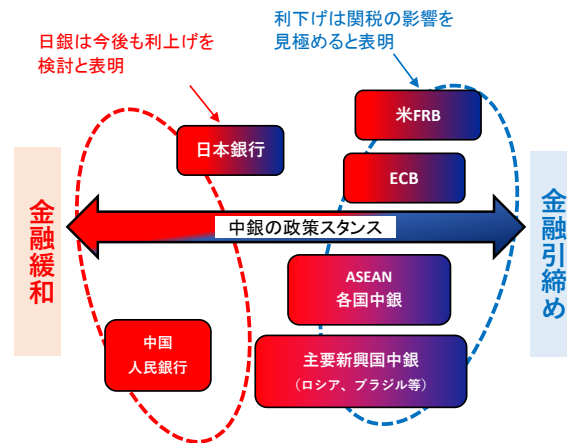 日銀は今後も利上げを
検討と表明
利下げは関税の影響を
見極めると表明
米FRB
日本銀行
ECB
金融緩和
中銀の政策スタンス
金融引締め
ASEAN
各国中銀
中国
人民銀行
主要新興国中銀
（ロシア、ブラジル等）